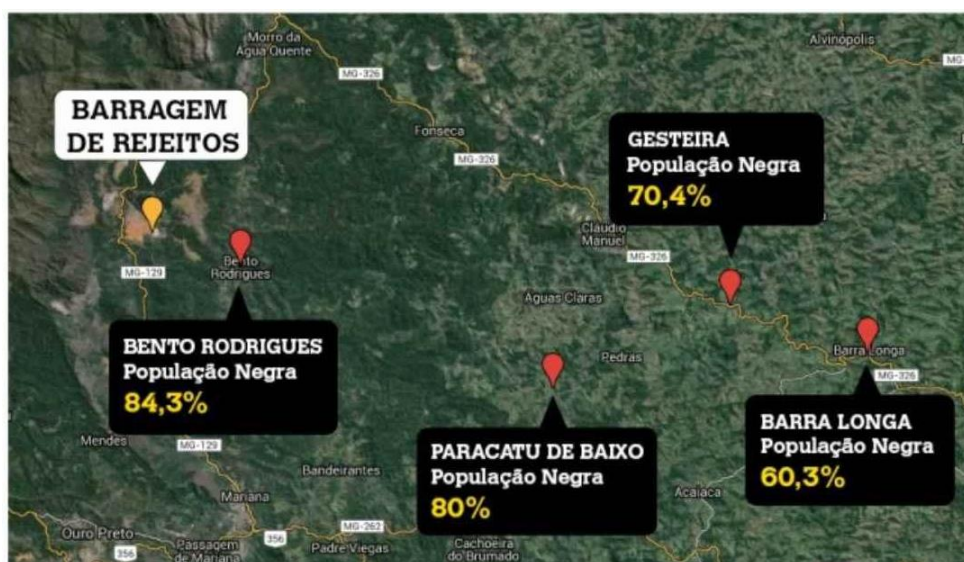 Morro da
Água Quente
Alvinópolis
MG-326
MG-
BARRAGEM
DE REJEITOS
Fonseca
MG-326
GESTEIRA
População Negra
70,4%
Cláudio
Manuel
MG-326
Bento
Rodrigues
MG-129
Águas Claras
BENTO RODRIGUES
População Negra
84,3%
Pedras
Barra Longa
MG-326
PARACATU DE BAIXO
População Negra
80%
BARRA LONGA
População Negra
60,3%
Mendes
MG-129
Bandeirantes
Mariana
Acaiaca
Ouro Preto
356
Passagem
de Mariana
356
MG-262
Padre Viegas
Cachoeira
do Brumado